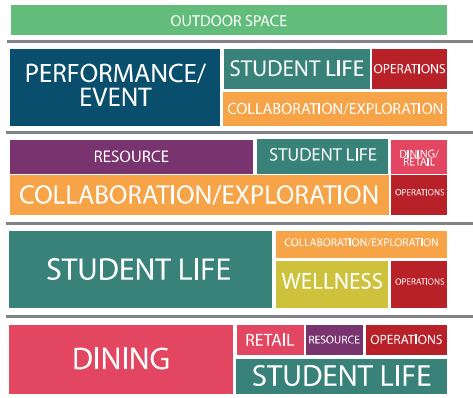 OUTDOOR SPACE
PERFORMANCE/
EVENT
STUDENT LIFE
OPERATIONS
COLLABORATION/EXPLORATION
RESOURCE
STUDENT LIFE
DINING/
RETAIL
COLLABORATION/EXPLORATION
OPERATIONS
STUDENT LIFE
COLLABORATION/EXPLORATION
WELLNESS
OPERATIONS
DINING
RETAIL
RESOURCE
OPERATIONS
STUDENT LIFE